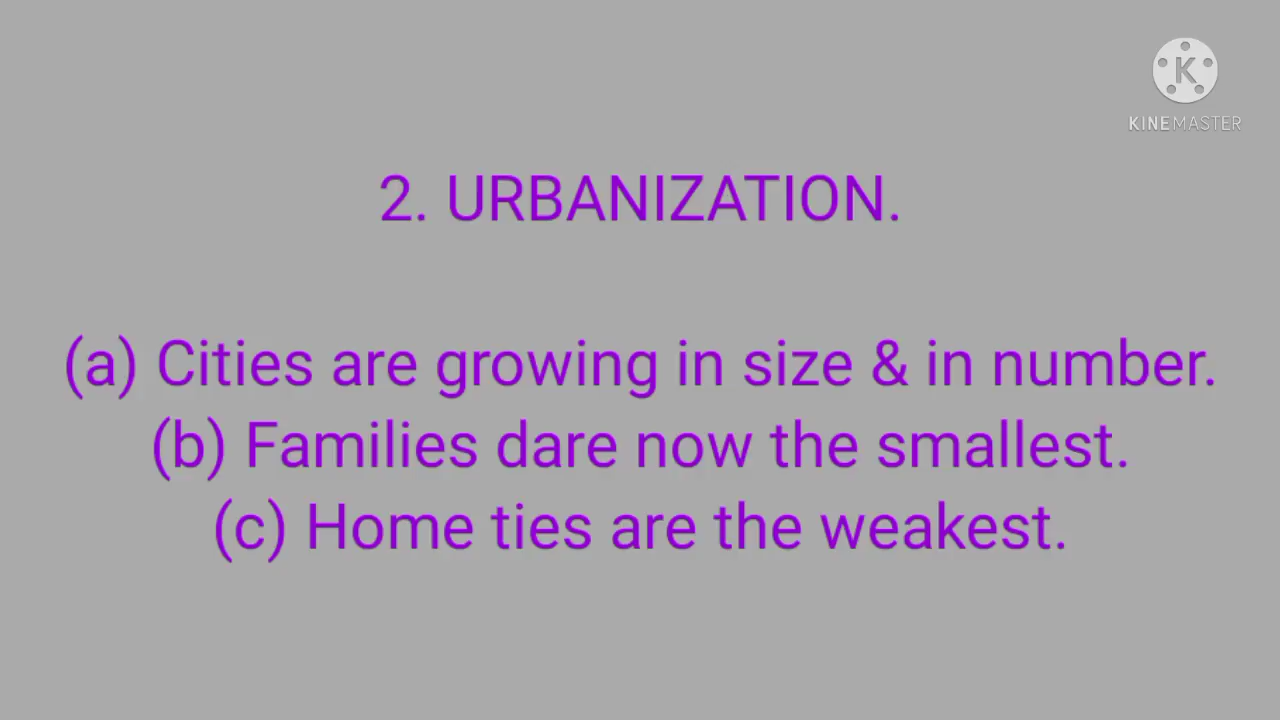 KINEMASTER
2. URBANIZATION.
(a) Cities are growing in size & in number.
(b) Families dare now the smallest.
(c) Home ties are the weakest.